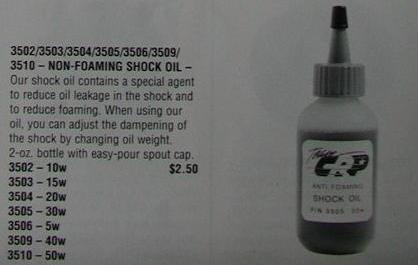 3502/3503/3504/3505/3506/3509/
3510 – NON-FOAMING SHOCK OIL –
Our shock oil contains a special agent
to reduce oil leakage in the shock and
to reduce foaming. When using our
oil, you can adjust the dampening of
the shock by changing oil weight.
2-oz. bottle with easy-pour spout cap.
3502 – 10w $2.50
3503 – 15w
3504 – 20w
3505 – 30w
3506 – 5w
3509 – 40w
3510 – 50w
CRP
ANTI FOAMING
SHOCK OIL
P/N 3505 30w